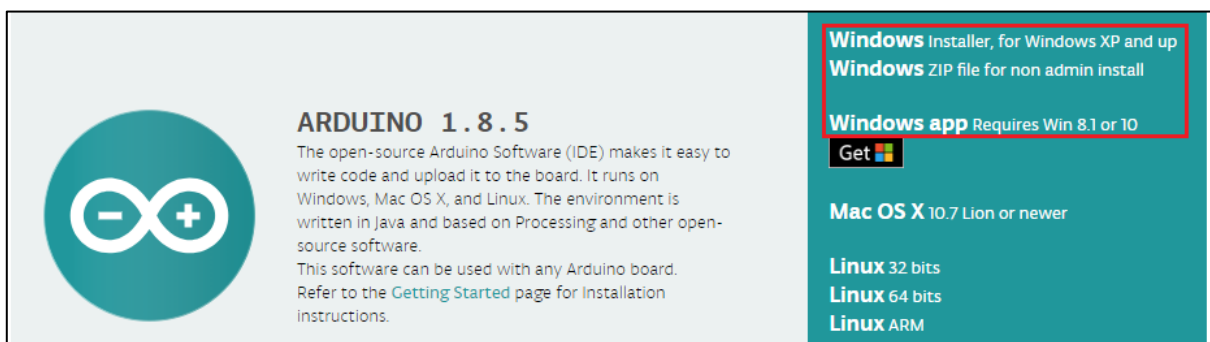 ARDUINO 1.8.5
The open-source Arduino Software (IDE) makes it easy to
write code and upload it to the board. It runs on
Windows, Mac OS X, and Linux. The environment is
written in Java and based on Processing and other open-
source software.
This software can be used with any Arduino board.
Refer to the Getting Started page for Installation
instructions.
Windows Installer, for Windows XP and up
Windows ZIP file for non admin install
Windows app Requires Win 8.1 or 10
Get
Mac OS X 10.7 Lion or newer
Linux 32 bits
Linux 64 bits
Linux ARM